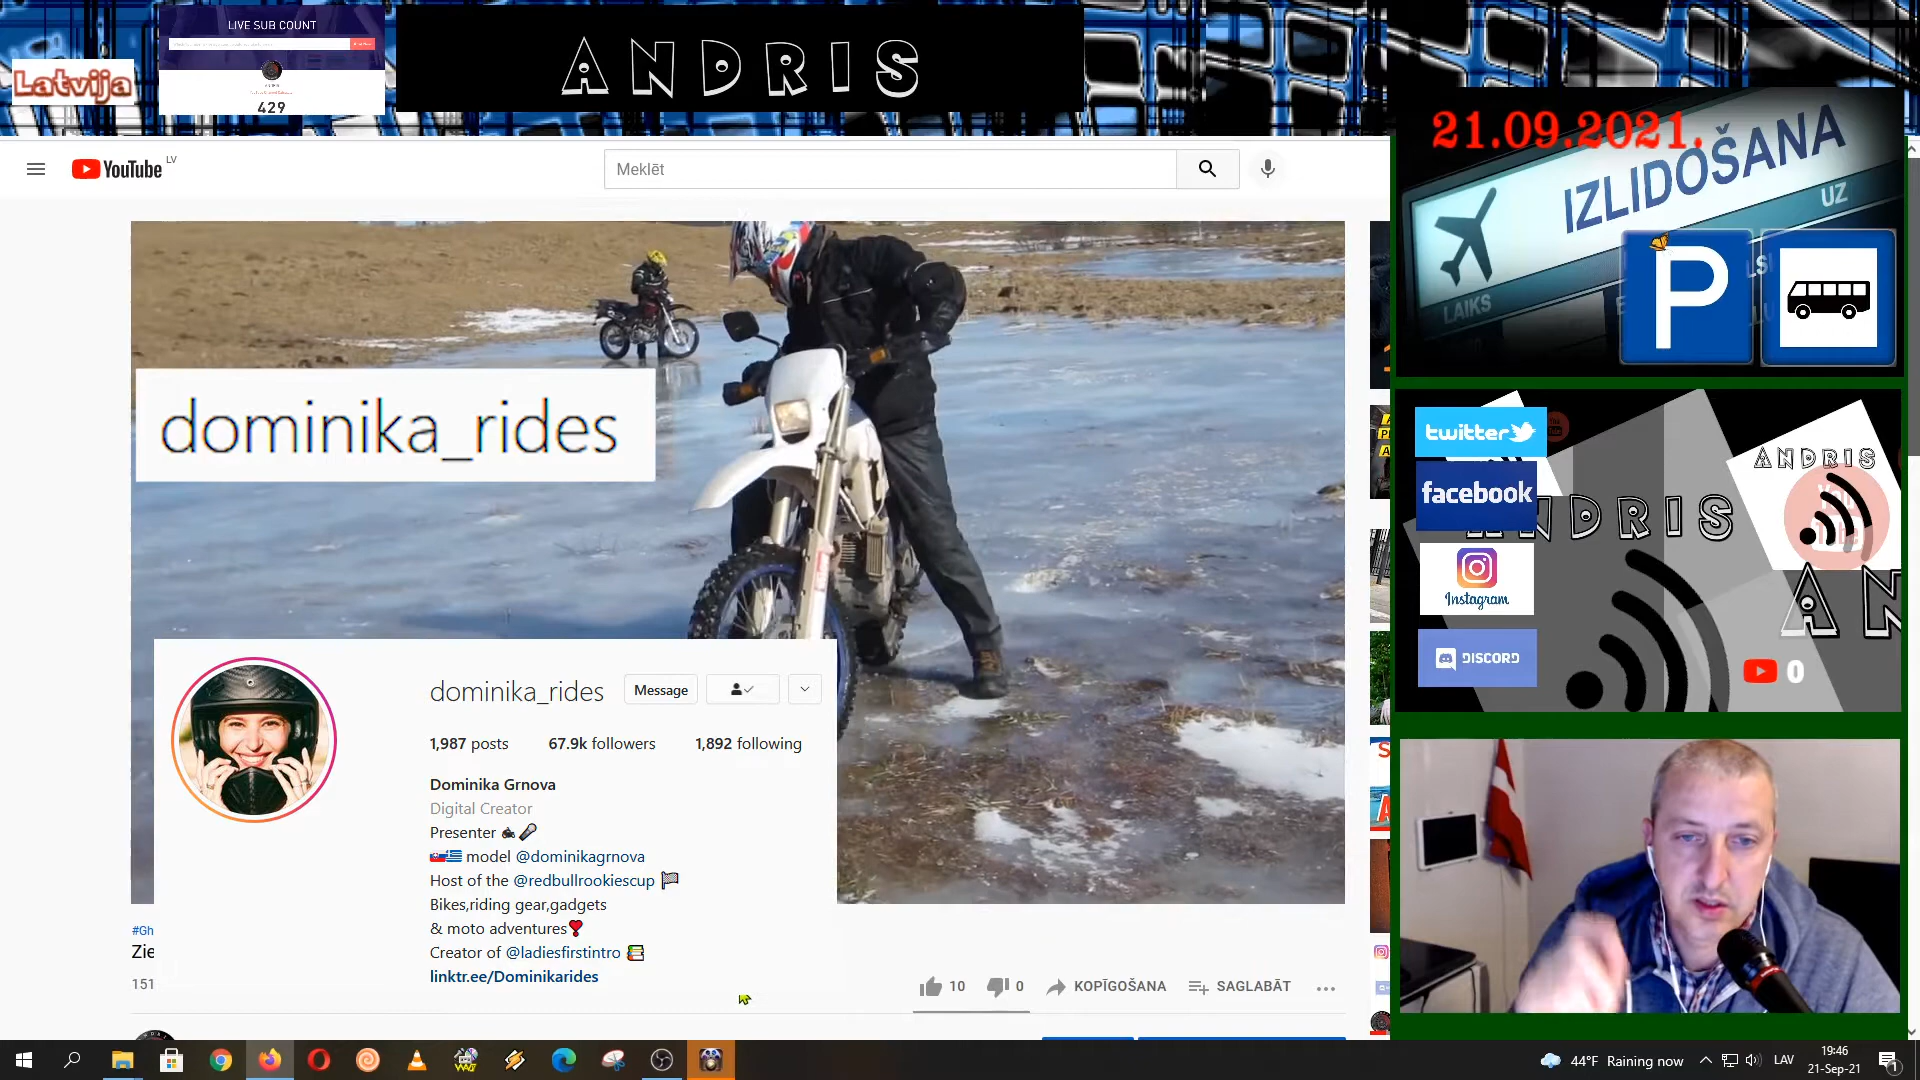 LIVE SUB COUNT
Latvija
429
ANDRIS
YouTube LV
Meklēt
dominika_rides
dominika_rides
Message
1,987 posts 67.9k followers 1,892 following
Dominika Grnova
Digital Creator
Presenter
model @dominikagrnova
Host of the @redbullrookiescup
Bikes,riding gear,gadgets
& moto adventures
Creator of @ladiesfirstintro
linktr.ee/Dominikarides
#Gh
Zie
151
10 0 KOPĪGOŠANA SAGLABĀT
21.09.2021.
IZLIDOŠANA
UZ
LAIKS
P
twitter
facebook
Instagram
DISCORD
ANDRIS
ANDRIS
AN
0
44°F Raining now
LAV
19:46
21-Sep-21
1